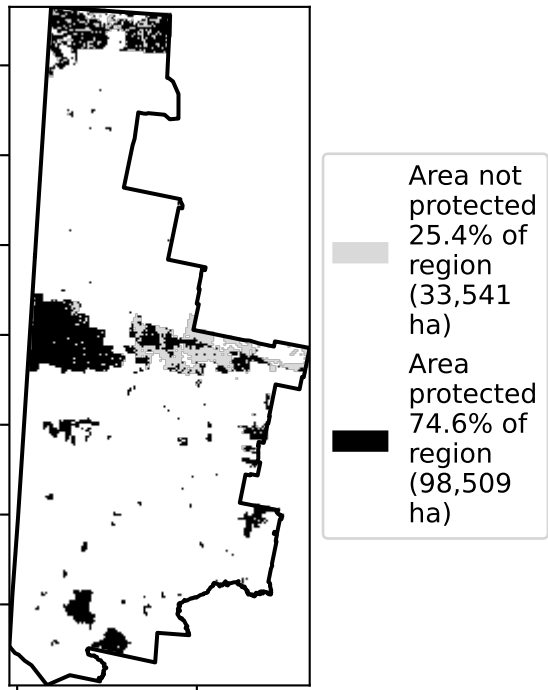 Area not
protected
25.4% of
region
(33,541
ha)
Area
protected
74.6% of
region
(98,509
ha)